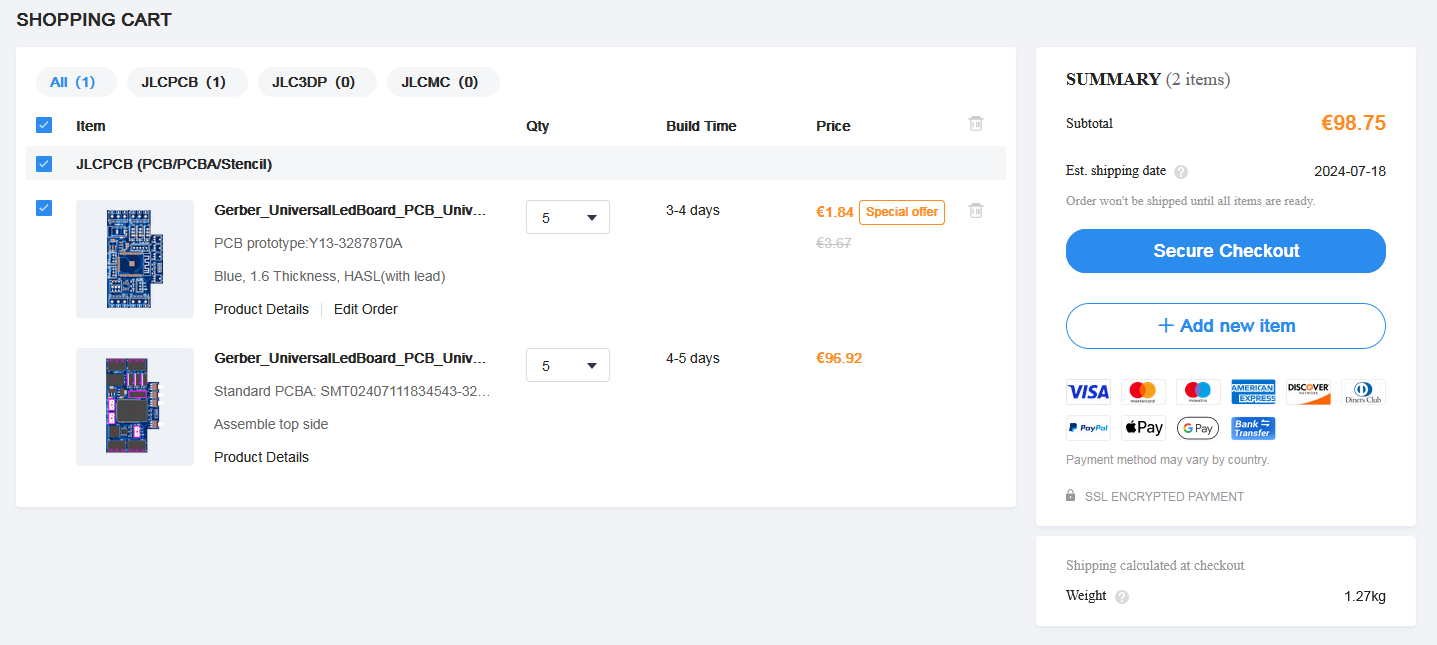 SHOPPING CART
All (1) JLCPCB (1) JLC3DP (0) JLCMC (0)
Item Qty Build Time Price
JLCPCB (PCB/PCBA/Stencil)
Gerber_UniversalLedBoard_PCB_Univ... 5 3-4 days €1.84 Special offer
PCB prototype:Y13-3287870A €3.67
Blue, 1.6 Thickness, HASL(with lead)
Product Details Edit Order
Gerber_UniversalLedBoard_PCB_Univ... 5 4-5 days €96.92
Standard PCBA: SMT02407111834543-32...
Assemble top side
Product Details
SUMMARY (2 items)
Subtotal €98.75
Est. shipping date ? 2024-07-18
Order won't be shipped until all items are ready.
Secure Checkout
+ Add new item
VISA mastercard maestro AMERICAN EXPRESS DISCOVER NETWORK Diners Club
PayPal Pay G Pay Bank Transfer
Payment method may vary by country.
SSL ENCRYPTED PAYMENT
Shipping calculated at checkout
Weight ? 1.27kg